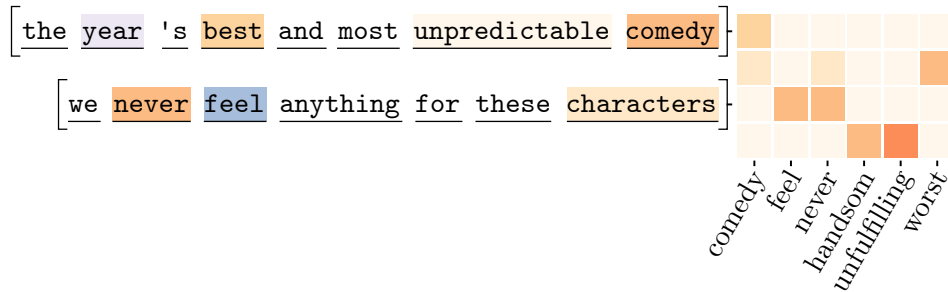 [the year 's best and most unpredictable comedy]
[we never feel anything for these characters]
comedy
feel
never
handsom
unfulfilling
worst